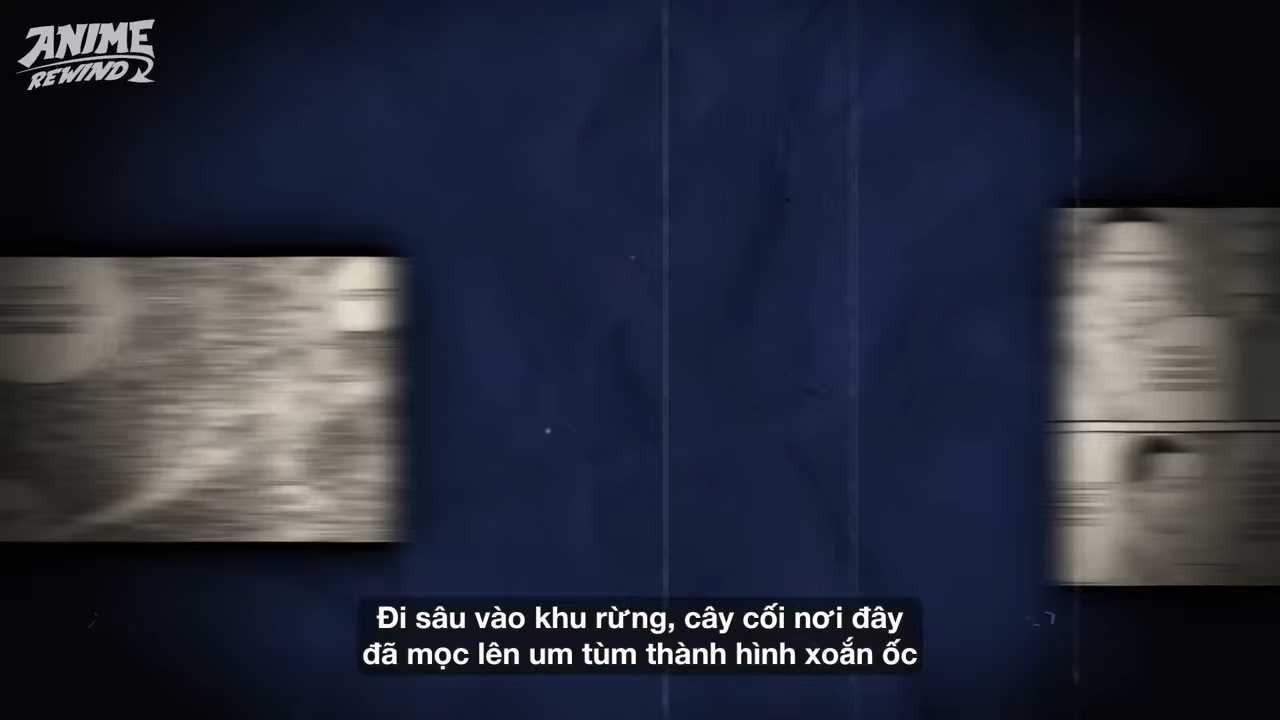 ANIME
REWIND
Đi sâu vào khu rừng, cây cối nơi đây
đã mọc lên um tùm thành hình xoắn ốc